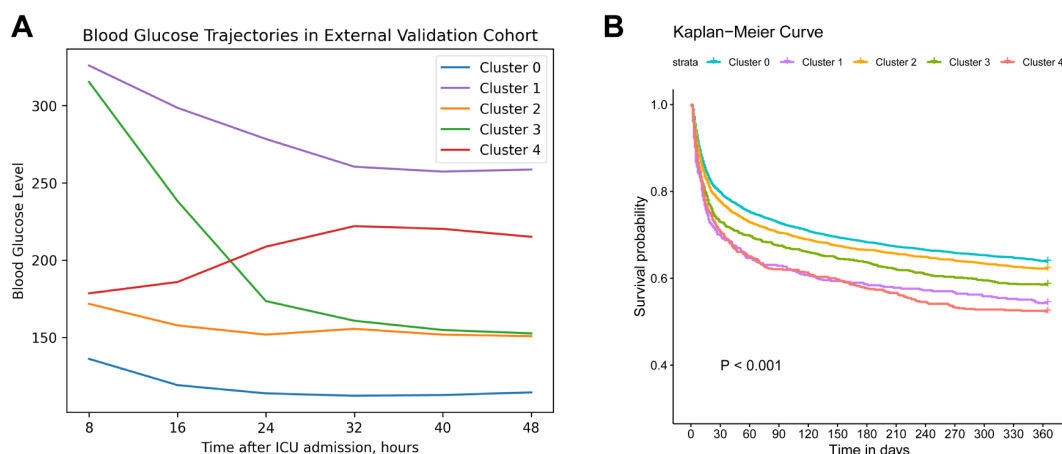 A
Blood Glucose Trajectories in External Validation Cohort
Cluster 0
Cluster 1
Cluster 2
Cluster 3
Cluster 4
Blood Glucose Level
300
250
200
150
8 16 24 32 40 48
Time after ICU admission, hours
B
Kaplan−Meier Curve
strata Cluster 0 Cluster 1 Cluster 2 Cluster 3 Cluster 4
Survival probability
1.0
0.8
0.6
0.4
P < 0.001
0 30 60 90 120 150 180 210 240 270 300 330 360
Time in days